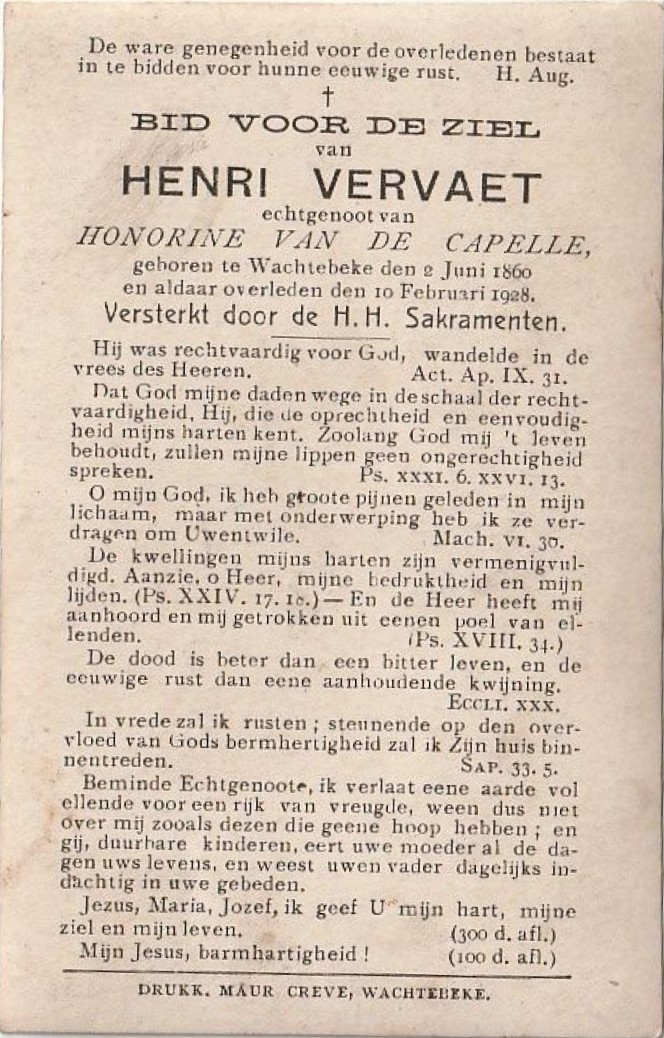 De ware genegenheid voor de overledenen bestaat
in te bidden voor hunne eeuwige rust. H. Aug.
†
BID VOOR DE ZIEL
van
HENRI VERVAET
echtgenoot van
HONORINE VAN DE CAPELLE,
geboren te Wachtebeke den 2 Juni 1860
en aldaar overleden den 10 Februari 1928.
Versterkt door de H.H. Sakramenten.
Hij was rechtvaardig voor God, wandelde in de
vrees des Heeren. Act. Ap. IX. 31.
Dat God mijne daden wege in de schaal der recht-
vaardigheid, Hij, die de oprechtheid en eenvoudig-
heid mijns harten kent. Zoolang God mij 't leven
behoudt, zullen mijne lippen geen ongerechtigheid
spreken. Ps. XXXI. 6. XXVI. 13.
O mijn God, ik heb groote pijnen geleden in mijn
lichaam, maar met onderwerping heb ik ze ver-
dragen om Uwentwile. Mach. VI. 30.
De kwellingen mijns harten zijn vermenigvul-
digd. Aanzie, o Heer, mijne bedruktheid en mijn
lijden. (Ps. XXIV. 17. 18.) — En de Heer heeft mij
aanhoord en mij getrokken uit eenen poel van el-
lenden. (Ps. XVIII. 34.)
De dood is beter dan een bitter leven, en de
eeuwige rust dan eene aanhoudende kwijning.
ECCLI. XXX.
In vrede zal ik rusten ; steunende op den over-
vloed van Gods bermhertigheid zal ik Zijn huis bin-
nentreden. SAP. 33. 5.
Beminde Echtgenoote, ik verlaat eene aarde vol
ellende voor een rijk van vreugde, ween dus niet
over mij zooals dezen die geene hoop hebben ; en
gij, duurbare kinderen, eert uwe moeder al de da-
gen uws levens, en weest uwen vader dagelijks in-
dachtig in uwe gebeden.
Jezus, Maria, Jozef, ik geef U mijn hart, mijne
ziel en mijn leven. (300 d. afl.)
Mijn Jesus, barmhartigheid ! (100 d. afl.)
DRUKK. MAUR CREVE, WACHTEBEKE.